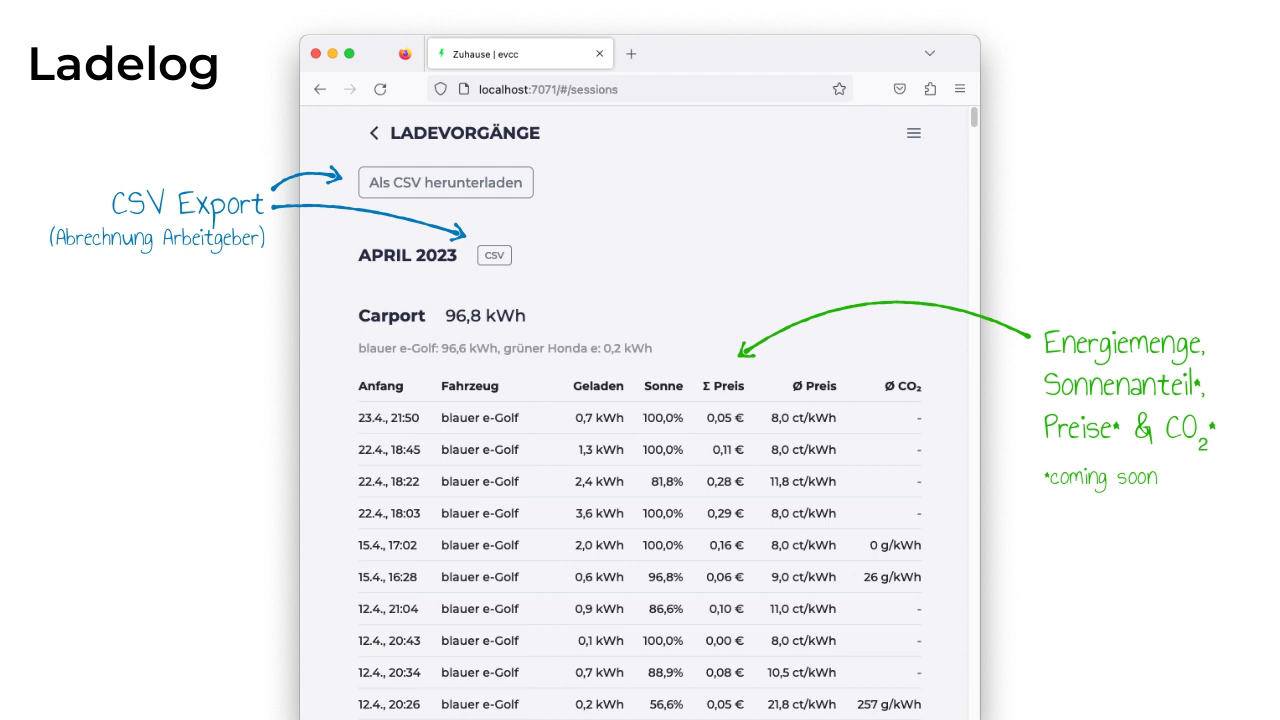 Ladelog
Zuhause | evcc
localhost:7071/#/sessions
LADEVORGÄNGE
Als CSV herunterladen
CSV Export
(Abrechnung Arbeitgeber)
APRIL 2023 CSV
Carport 96,8 kWh
blauer e-Golf: 96,6 kWh, grüner Honda e: 0,2 kWh
Energiemenge,
Sonnenanteil*,
Preise* & CO₂*
*coming soon
Anfang Fahrzeug Geladen Sonne Σ Preis Ø Preis Ø CO₂
23.4., 21:50 blauer e-Golf 0,7 kWh 100,0% 0,05 € 8,0 ct/kWh -
22.4., 18:45 blauer e-Golf 1,3 kWh 100,0% 0,11 € 8,0 ct/kWh -
22.4., 18:22 blauer e-Golf 2,4 kWh 81,8% 0,28 € 11,8 ct/kWh -
22.4., 18:03 blauer e-Golf 3,6 kWh 100,0% 0,29 € 8,0 ct/kWh -
15.4., 17:02 blauer e-Golf 2,0 kWh 100,0% 0,16 € 8,0 ct/kWh 0 g/kWh
15.4., 16:28 blauer e-Golf 0,6 kWh 96,8% 0,06 € 9,0 ct/kWh 26 g/kWh
12.4., 21:04 blauer e-Golf 0,9 kWh 86,6% 0,10 € 11,0 ct/kWh -
12.4., 20:43 blauer e-Golf 0,1 kWh 100,0% 0,00 € 8,0 ct/kWh -
12.4., 20:34 blauer e-Golf 0,7 kWh 88,9% 0,08 € 10,5 ct/kWh -
12.4., 20:26 blauer e-Golf 0,2 kWh 56,6% 0,05 € 21,8 ct/kWh 257 g/kWh